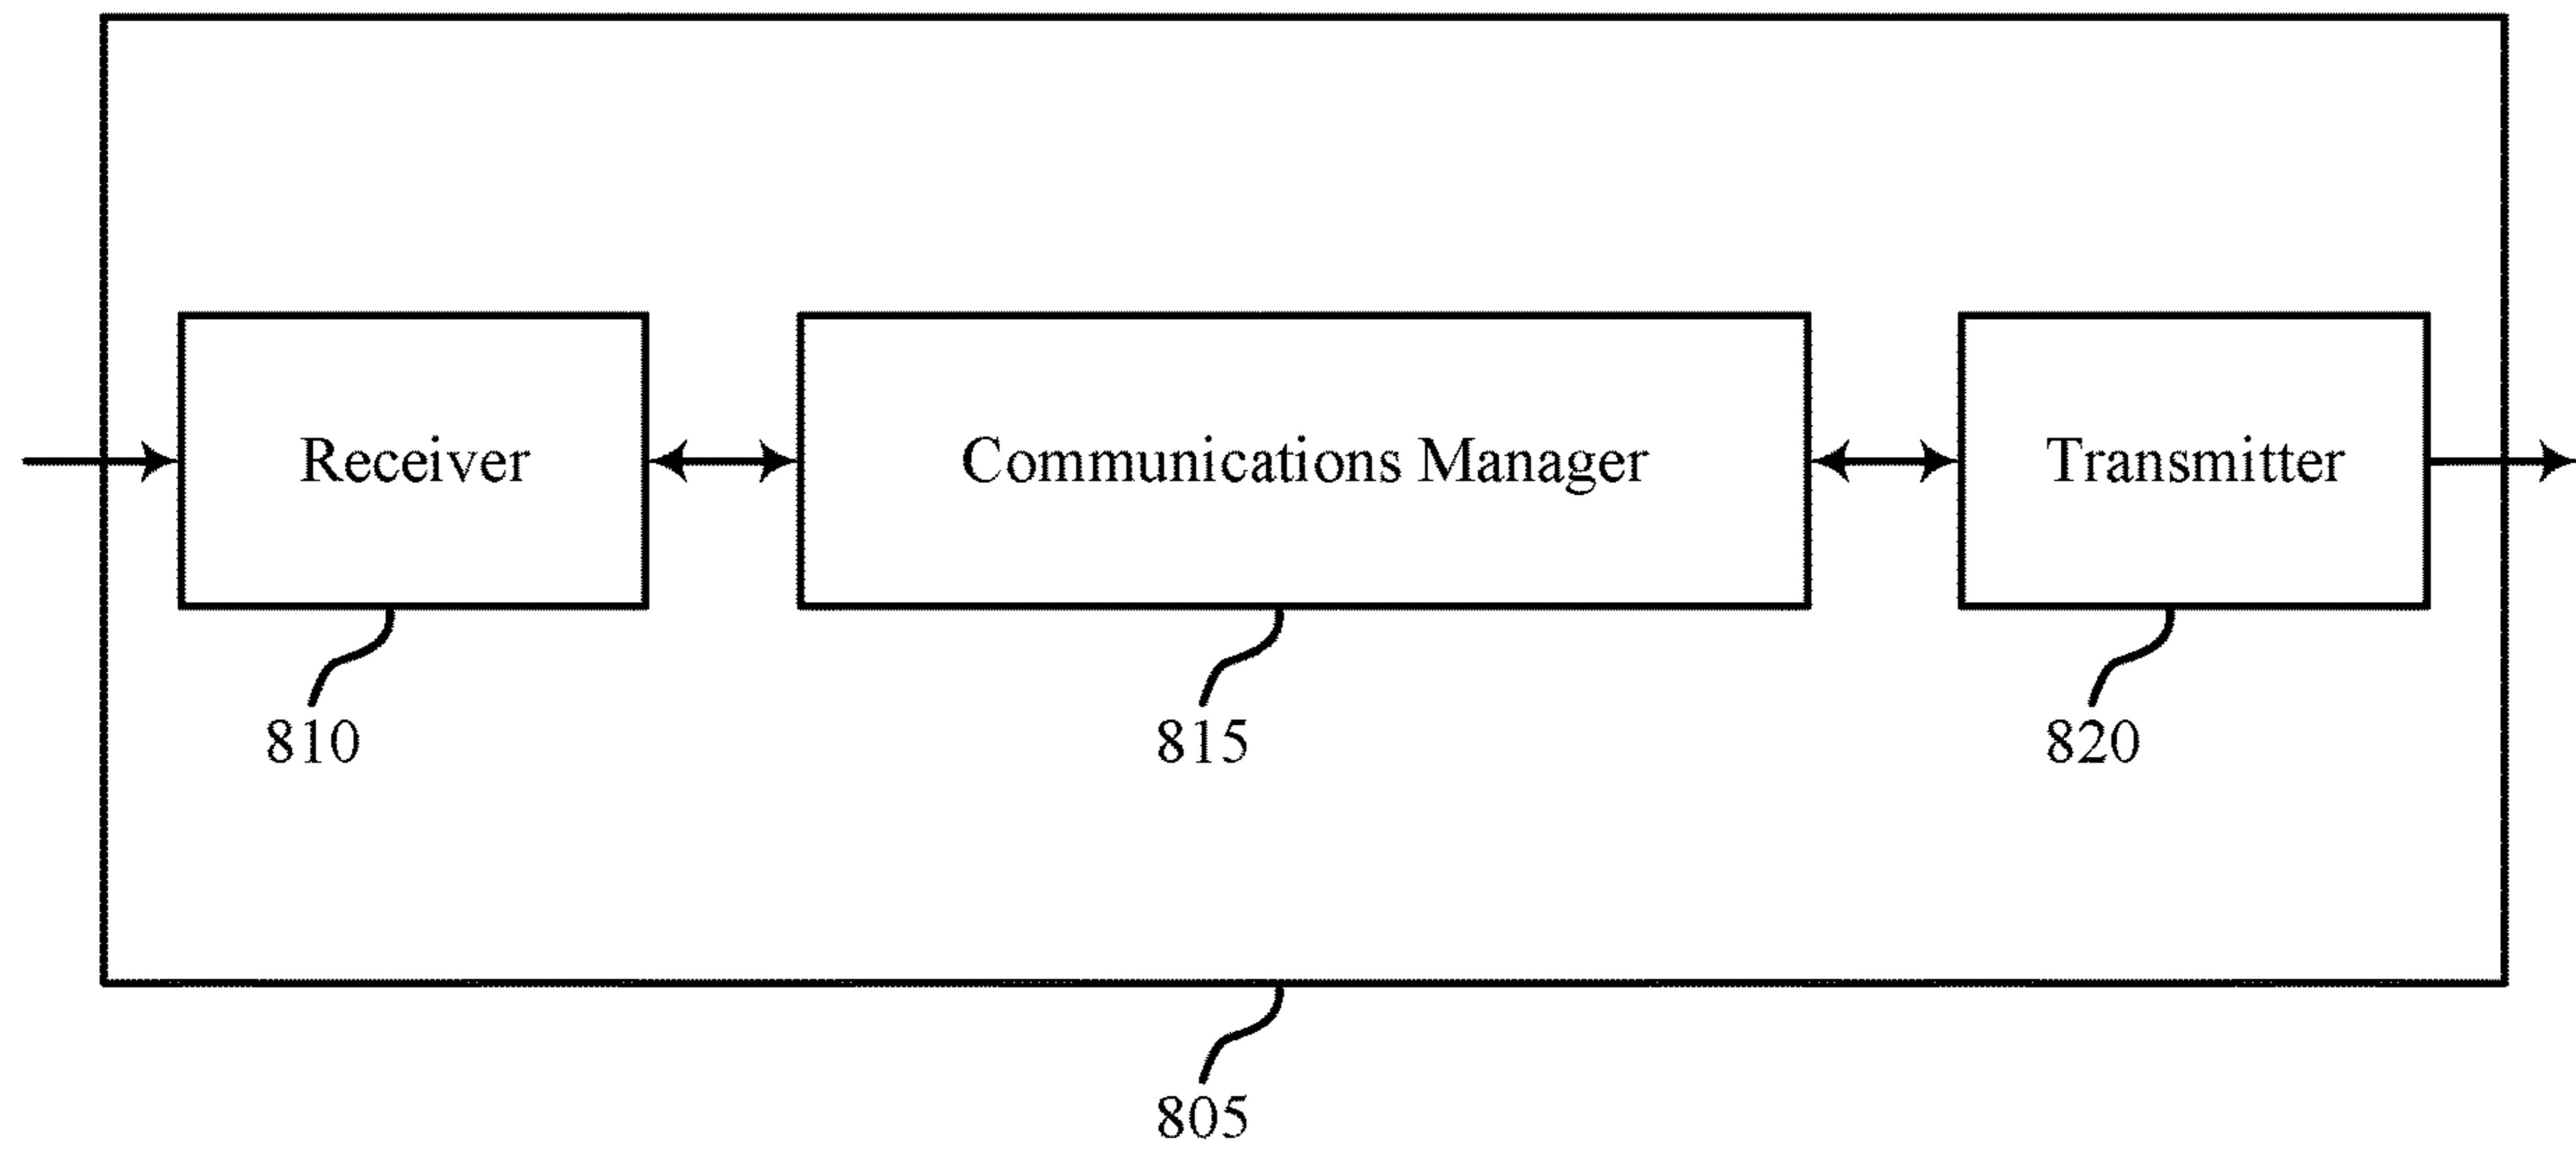 Receiver
Communications Manager
Transmitter
810
815
820
805